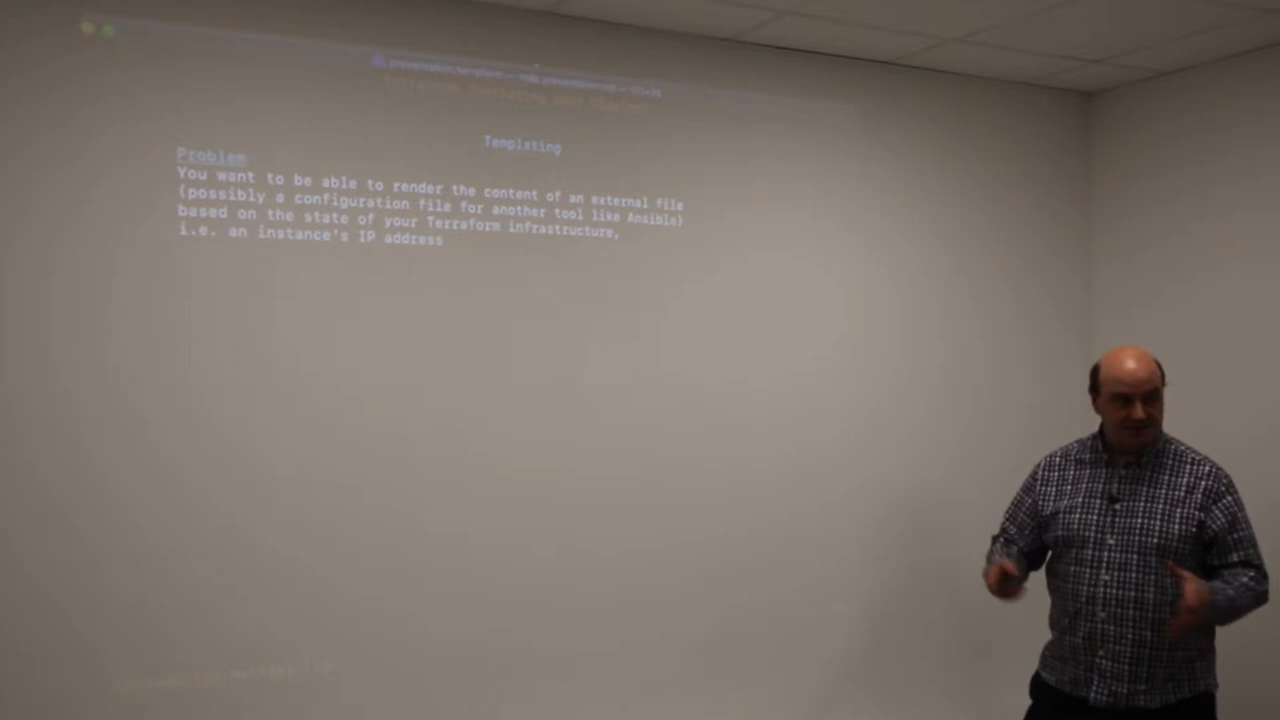 Templating
Problem
You want to be able to render the content of an external file
(possibly a configuration file for another tool like Ansible)
based on the state of your Terraform infrastructure,
i.e. an instance's IP address